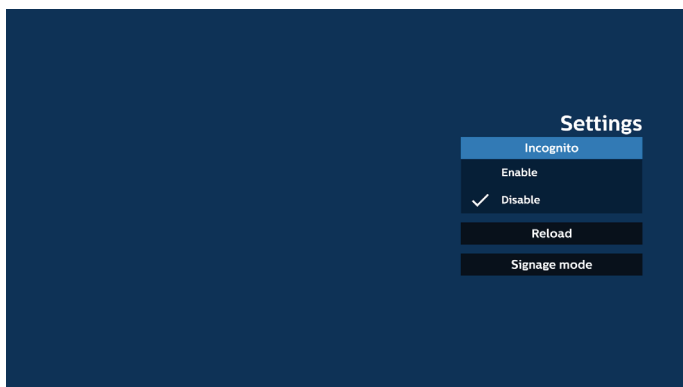 Settings
Incognito
Enable
Disable
Reload
Signage mode